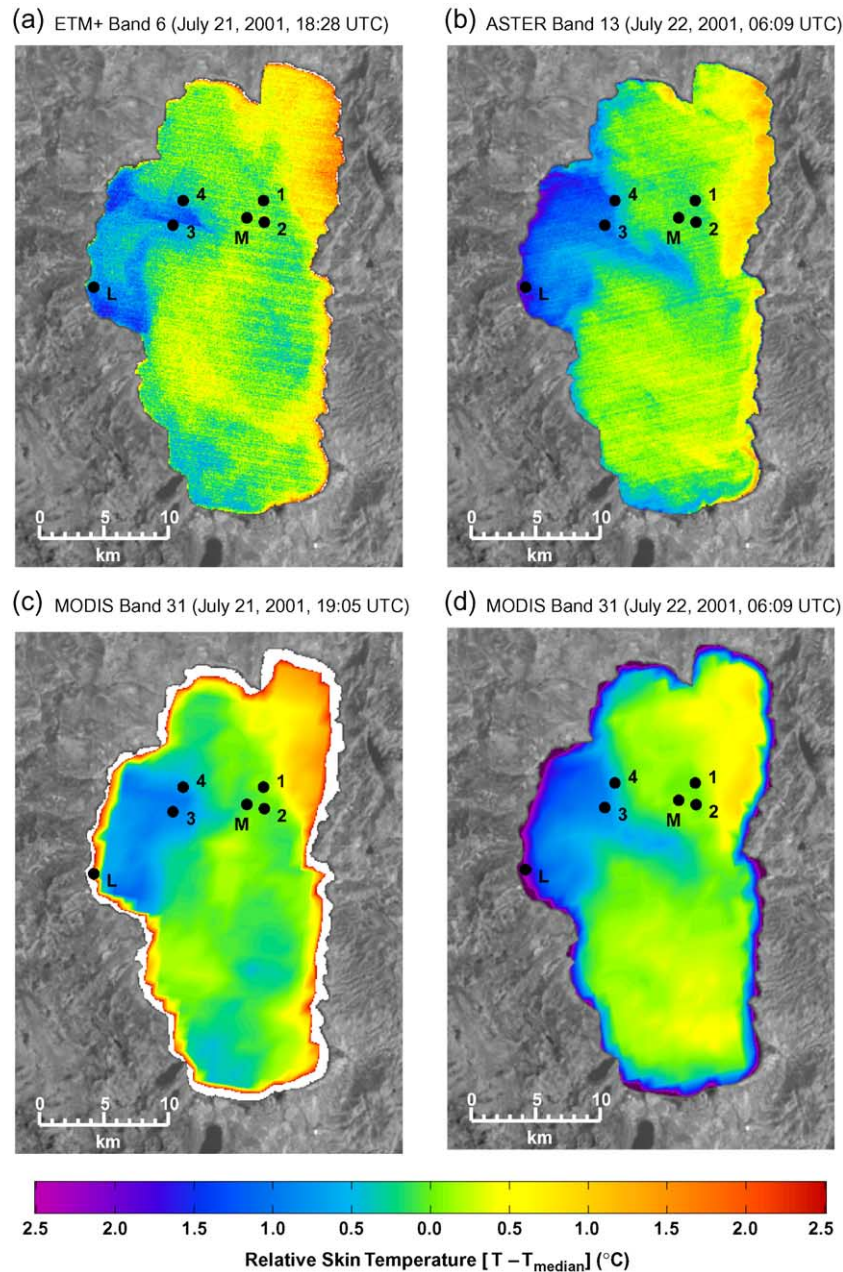 (a) ETM+ Band 6 (July 21, 2001, 18:28 UTC)
4
1
M
2
3
L
0 5 10
km
(b) ASTER Band 13 (July 22, 2001, 06:09 UTC)
4
1
M
2
3
L
0 5 10
km
(c) MODIS Band 31 (July 21, 2001, 19:05 UTC)
4
1
M
2
3
L
0 5 10
km
(d) MODIS Band 31 (July 22, 2001, 06:09 UTC)
4
1
M
2
3
L
0 5 10
km
2.5 2.0 1.5 1.0 0.5 0.0 0.5 1.0 1.5 2.0 2.5
Relative Skin Temperature [ T – Tmedian] (°C)